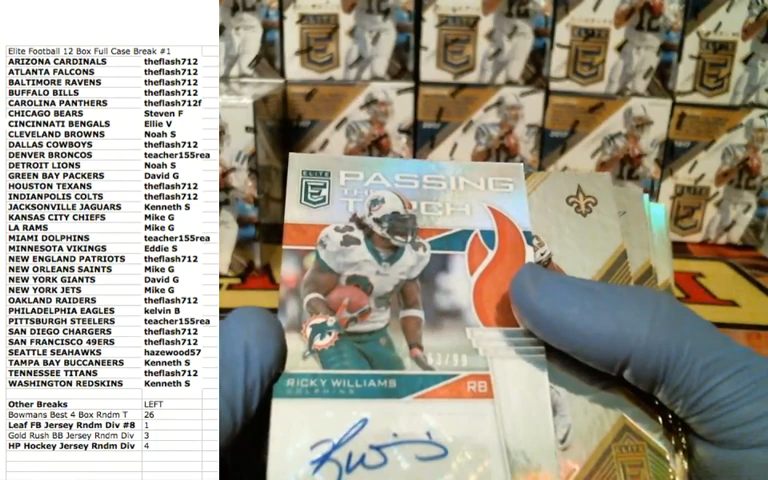 Elite Football 12 Box Full Case Break #1
ARIZONA CARDINALS theflash712
ATLANTA FALCONS theflash712
BALTIMORE RAVENS theflash712
BUFFALO BILLS theflash712
CAROLINA PANTHERS theflash712f
CHICAGO BEARS Steven F
CINCINNATI BENGALS Ellie V
CLEVELAND BROWNS Noah S
DALLAS COWBOYS theflash712
DENVER BRONCOS teacher155rea
DETROIT LIONS Noah S
GREEN BAY PACKERS David G
HOUSTON TEXANS theflash712
INDIANPOLIS COLTS theflash712
JACKSONVILLE JAGUARS Kenneth S
KANSAS CITY CHIEFS Mike G
LA RAMS Mike G
MIAMI DOLPHINS teacher155rea
MINNESOTA VIKINGS Eddie S
NEW ENGLAND PATRIOTS theflash712
NEW ORLEANS SAINTS Mike G
NEW YORK GIANTS David G
NEW YORK JETS Mike G
OAKLAND RAIDERS theflash712
PHILADELPHIA EAGLES kelvin B
PITTSBURGH STEELERS teacher155rea
SAN DIEGO CHARGERS theflash712
SAN FRANCISCO 49ERS theflash712
SEATTLE SEAHAWKS hazewood57
TAMPA BAY BUCCANEERS Kenneth S
TENNESSEE TITANS theflash712
WASHINGTON REDSKINS Kenneth S
Other Breaks LEFT
Bowmans Best 4 Box Rndm T 26
Leaf FB Jersey Rndm Div #8 1
Gold Rush BB Jersey Rndm Div 3
HP Hockey Jersey Rndm Div 4
ELITE
E
PASSING
THE
TORCH
34
/99
RICKY WILLIAMS RB
DOLPHINS